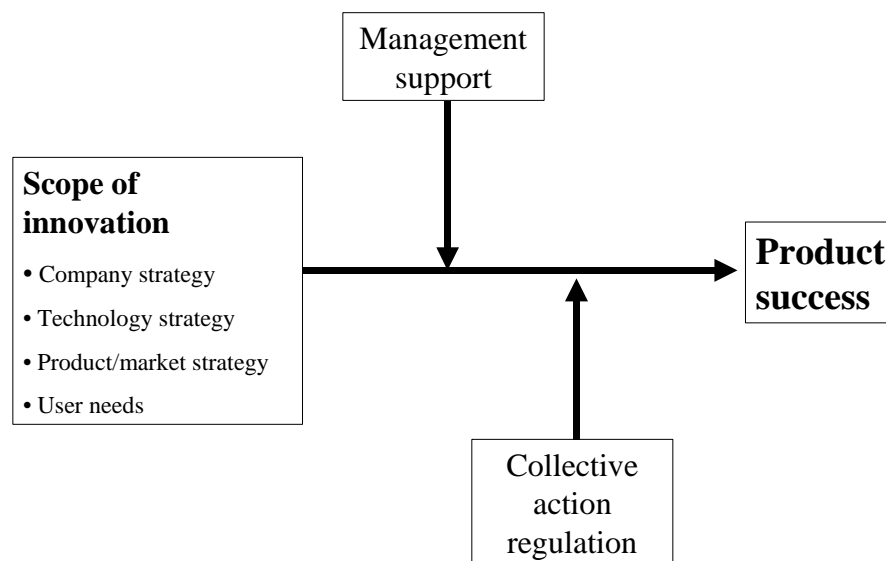 Management
support
Scope of
innovation
• Company strategy
• Technology strategy
• Product/market strategy
• User needs
Product
success
Collective
action
regulation